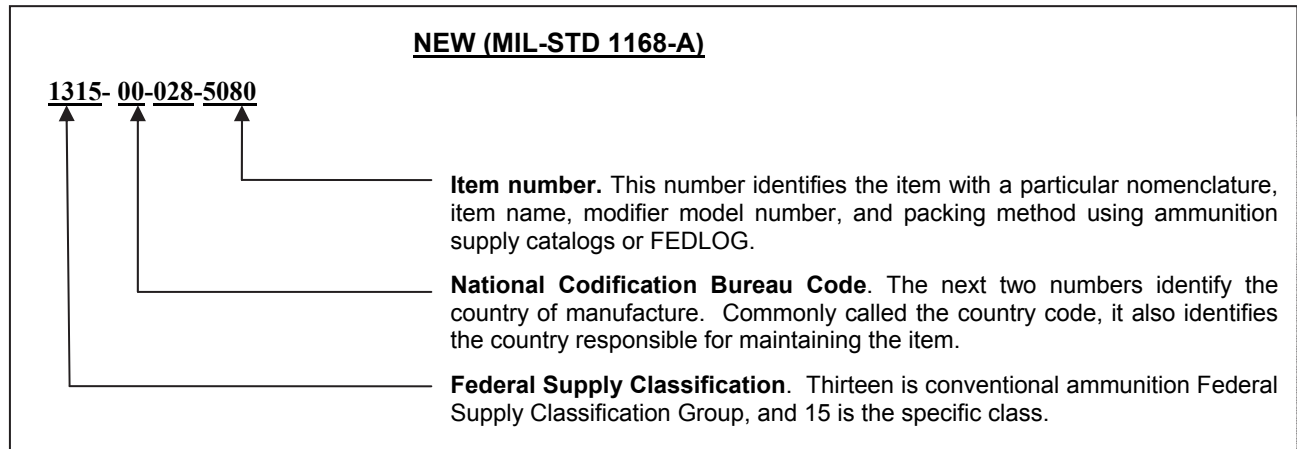 NEW (MIL-STD 1168-A)
1315- 00-028-5080
Item number. This number identifies the item with a particular nomenclature,
item name, modifier model number, and packing method using ammunition
supply catalogs or FEDLOG.
National Codification Bureau Code. The next two numbers identify the
country of manufacture. Commonly called the country code, it also identifies
the country responsible for maintaining the item.
Federal Supply Classification. Thirteen is conventional ammunition Federal
Supply Classification Group, and 15 is the specific class.